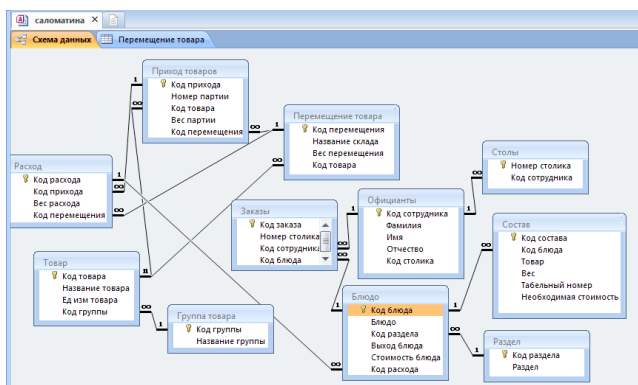 саломатина
Схема данных
Перемещение товара
Приход товаров
Код прихода
Номер партии
Код товара
Вес партии
Код перемещения
Перемещение товара
Код перемещения
Название склада
Вес перемещения
Код товара
Расход
Код расхода
Код прихода
Вес расхода
Код перемещения
Столы
Номер столика
Код сотрудника
Официанты
Код сотрудника
Фамилия
Имя
Отчество
Код столика
Заказы
Код заказа
Номер столика
Код сотрудника
Код блюда
Состав
Код состава
Код блюда
Товар
Вес
Табельный номер
Необходимая стоимость
Товар
Код товара
Название товара
Ед изм товара
Код группы
Группа товара
Код группы
Название группы
Блюдо
Код блюда
Блюдо
Код раздела
Выход блюда
Стоимость блюда
Код расхода
Раздел
Код раздела
Раздел